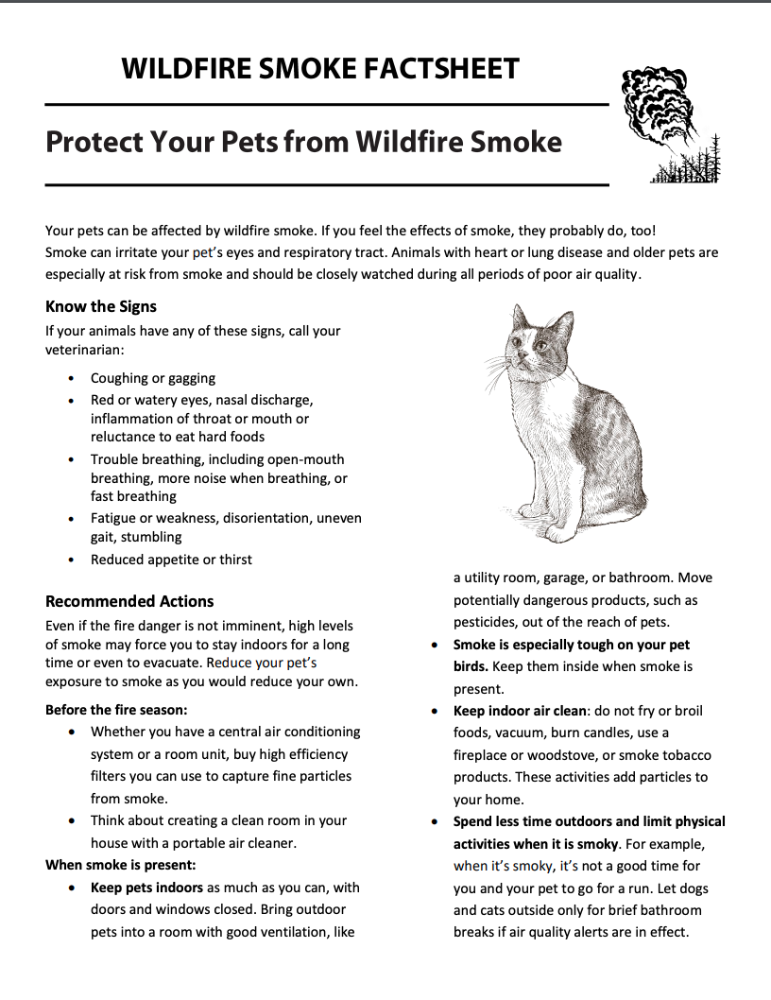 WILDFIRE SMOKE FACTSHEET
Protect Your Pets from Wildfire Smoke
Your pets can be affected by wildfire smoke. If you feel the effects of smoke, they probably do, too!
Smoke can irritate your pet's eyes and respiratory tract. Animals with heart or lung disease and older pets are
especially at risk from smoke and should be closely watched during all periods of poor air quality.
Know the Signs
If your animals have any of these signs, call your
veterinarian:
• Coughing or gagging
• Red or watery eyes, nasal discharge,
inflammation of throat or mouth or
reluctance to eat hard foods
• Trouble breathing, including open-mouth
breathing, more noise when breathing, or
fast breathing
• Fatigue or weakness, disorientation, uneven
gait, stumbling
• Reduced appetite or thirst
Recommended Actions
Even if the fire danger is not imminent, high levels
of smoke may force you to stay indoors for a long
time or even to evacuate. Reduce your pet's
exposure to smoke as you would reduce your own.
Before the fire season:
• Whether you have a central air conditioning
system or a room unit, buy high efficiency
filters you can use to capture fine particles
from smoke.
• Think about creating a clean room in your
house with a portable air cleaner.
When smoke is present:
• Keep pets indoors as much as you can, with
doors and windows closed. Bring outdoor
pets into a room with good ventilation, like
a utility room, garage, or bathroom. Move
potentially dangerous products, such as
pesticides, out of the reach of pets.
• Smoke is especially tough on your pet
birds. Keep them inside when smoke is
present.
• Keep indoor air clean: do not fry or broil
foods, vacuum, burn candles, use a
fireplace or woodstove, or smoke tobacco
products. These activities add particles to
your home.
• Spend less time outdoors and limit physical
activities when it is smoky. For example,
when it's smoky, it's not a good time for
you and your pet to go for a run. Let dogs
and cats outside only for brief bathroom
breaks if air quality alerts are in effect.